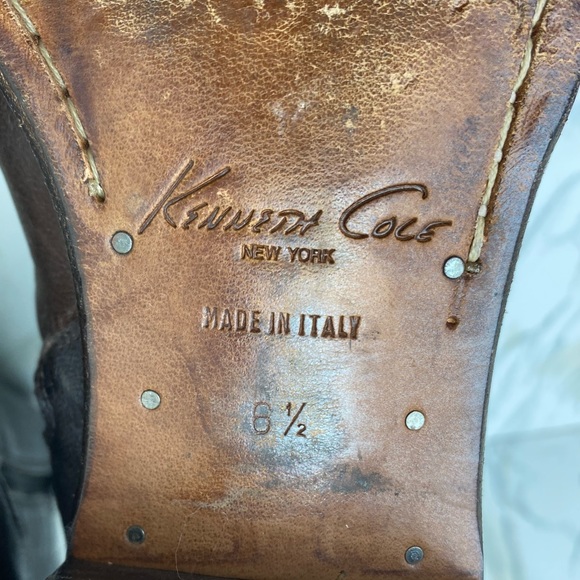 Kenneth Cole
NEW YORK
MADE IN ITALY
6 ½